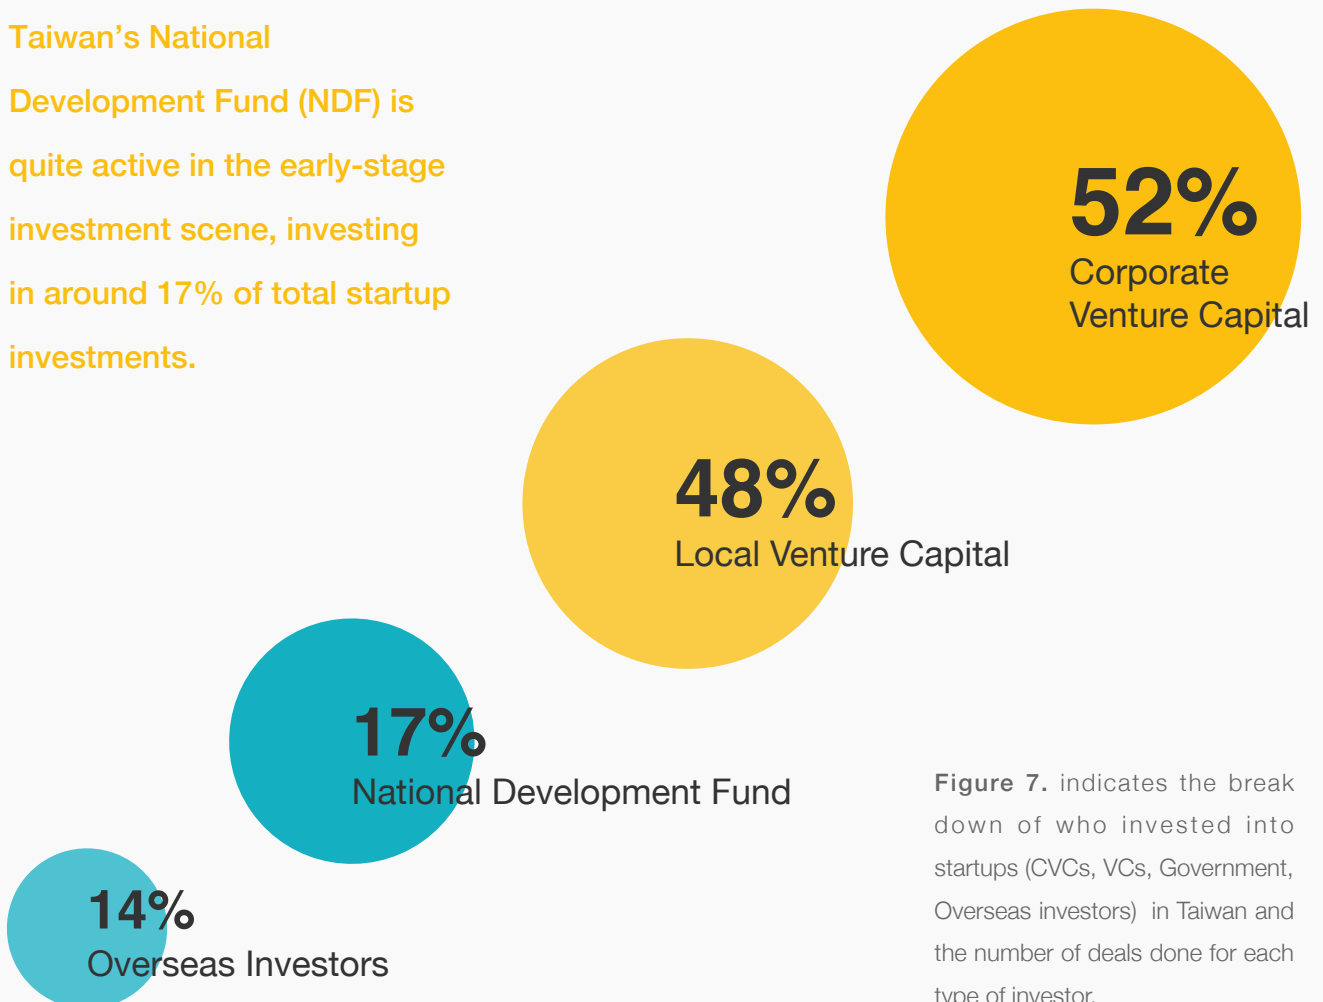 Taiwan’s National
Development Fund (NDF) is
quite active in the early-stage
investment scene, investing
in around 17% of total startup
investments.
52%
Corporate
Venture Capital
48%
Local Venture Capital
17%
National Development Fund
14%
Overseas Investors
Figure 7. indicates the break
down of who invested into
startups (CVCs, VCs, Government,
Overseas investors) in Taiwan and
the number of deals done for each
type of investor.